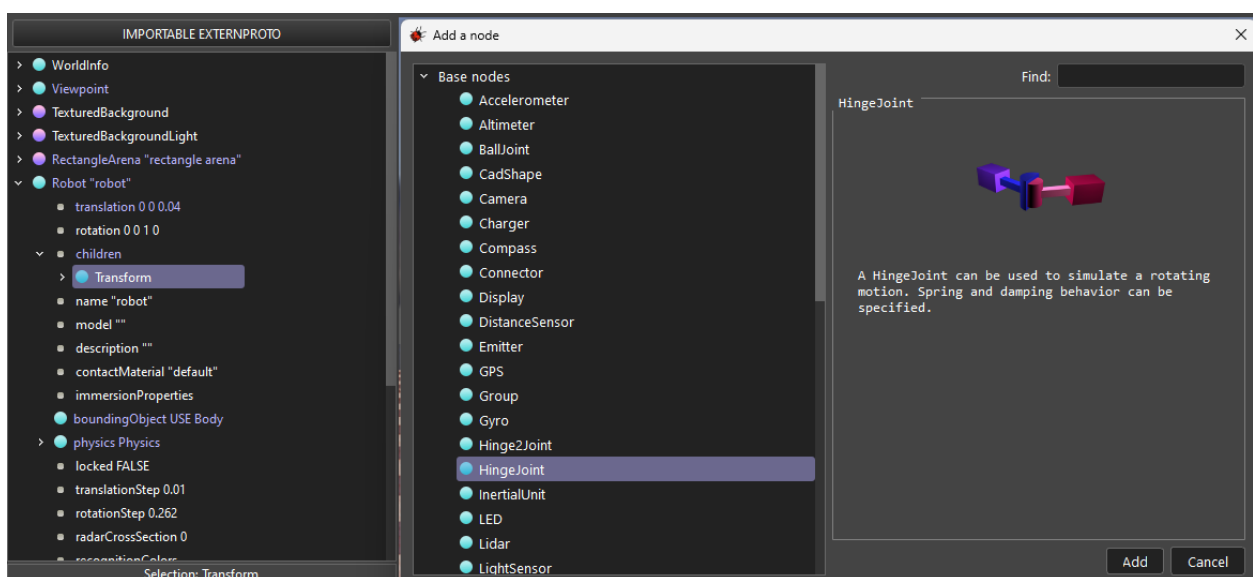 IMPORTABLE EXTERNPROTO
WorldInfo
Viewpoint
TexturedBackground
TexturedBackgroundLight
RectangleArena "rectangle arena"
Robot "robot"
translation 0 0 0.04
rotation 0 0 1 0
children
Transform
name "robot"
model ""
description ""
contactMaterial "default"
immersionProperties
boundingObject USE Body
physics Physics
locked FALSE
translationStep 0.01
rotationStep 0.262
radarCrossSection 0
recognitionColors
Selection: Transform
Add a node
Base nodes
Accelerometer
Altimeter
BallJoint
CadShape
Camera
Charger
Compass
Connector
Display
DistanceSensor
Emitter
GPS
Group
Gyro
Hinge2Joint
HingeJoint
InertialUnit
LED
Lidar
LightSensor
Find:
HingeJoint
A HingeJoint can be used to simulate a rotating
motion. Spring and damping behavior can be
specified.
Add Cancel